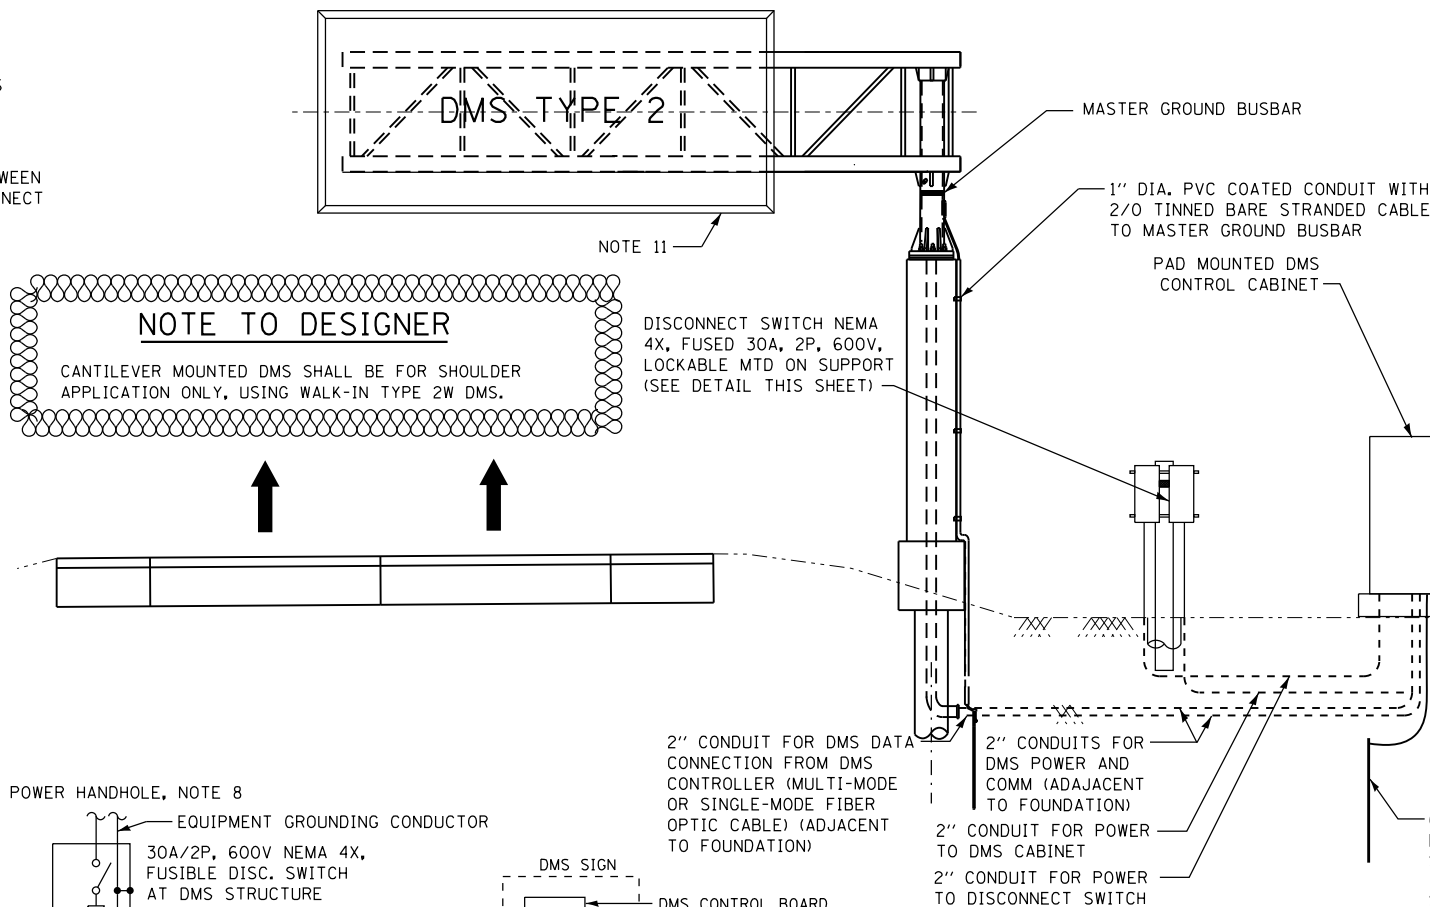 S
DMS TYPE 2
MASTER GROUND BUSBAR
WEEN
NECT
1'' DIA. PVC COATED CONDUIT WITH
2/0 TINNED BARE STRANDED CABLE
TO MASTER GROUND BUSBAR
NOTE 11
PAD MOUNTED DMS
CONTROL CABINET
NOTE TO DESIGNER
CANTILEVER MOUNTED DMS SHALL BE FOR SHOULDER
APPLICATION ONLY, USING WALK-IN TYPE 2W DMS.
DISCONNECT SWITCH NEMA
4X, FUSED 30A, 2P, 600V,
LOCKABLE MTD ON SUPPORT
(SEE DETAIL THIS SHEET)
2'' CONDUIT FOR DMS DATA
CONNECTION FROM DMS
CONTROLLER (MULTI-MODE
OR SINGLE-MODE FIBER
OPTIC CABLE) (ADJACENT
TO FOUNDATION)
2'' CONDUITS FOR
DMS POWER AND
COMM (ADAJACENT
TO FOUNDATION)
2'' CONDUIT FOR POWER
TO DMS CABINET
2'' CONDUIT FOR POWER
TO DISCONNECT SWITCH
POWER HANDHOLE, NOTE 8
EQUIPMENT GROUNDING CONDUCTOR
30A/2P, 600V NEMA 4X,
FUSIBLE DISC. SWITCH
AT DMS STRUCTURE
DMS SIGN
DMS CONTROL BOARD